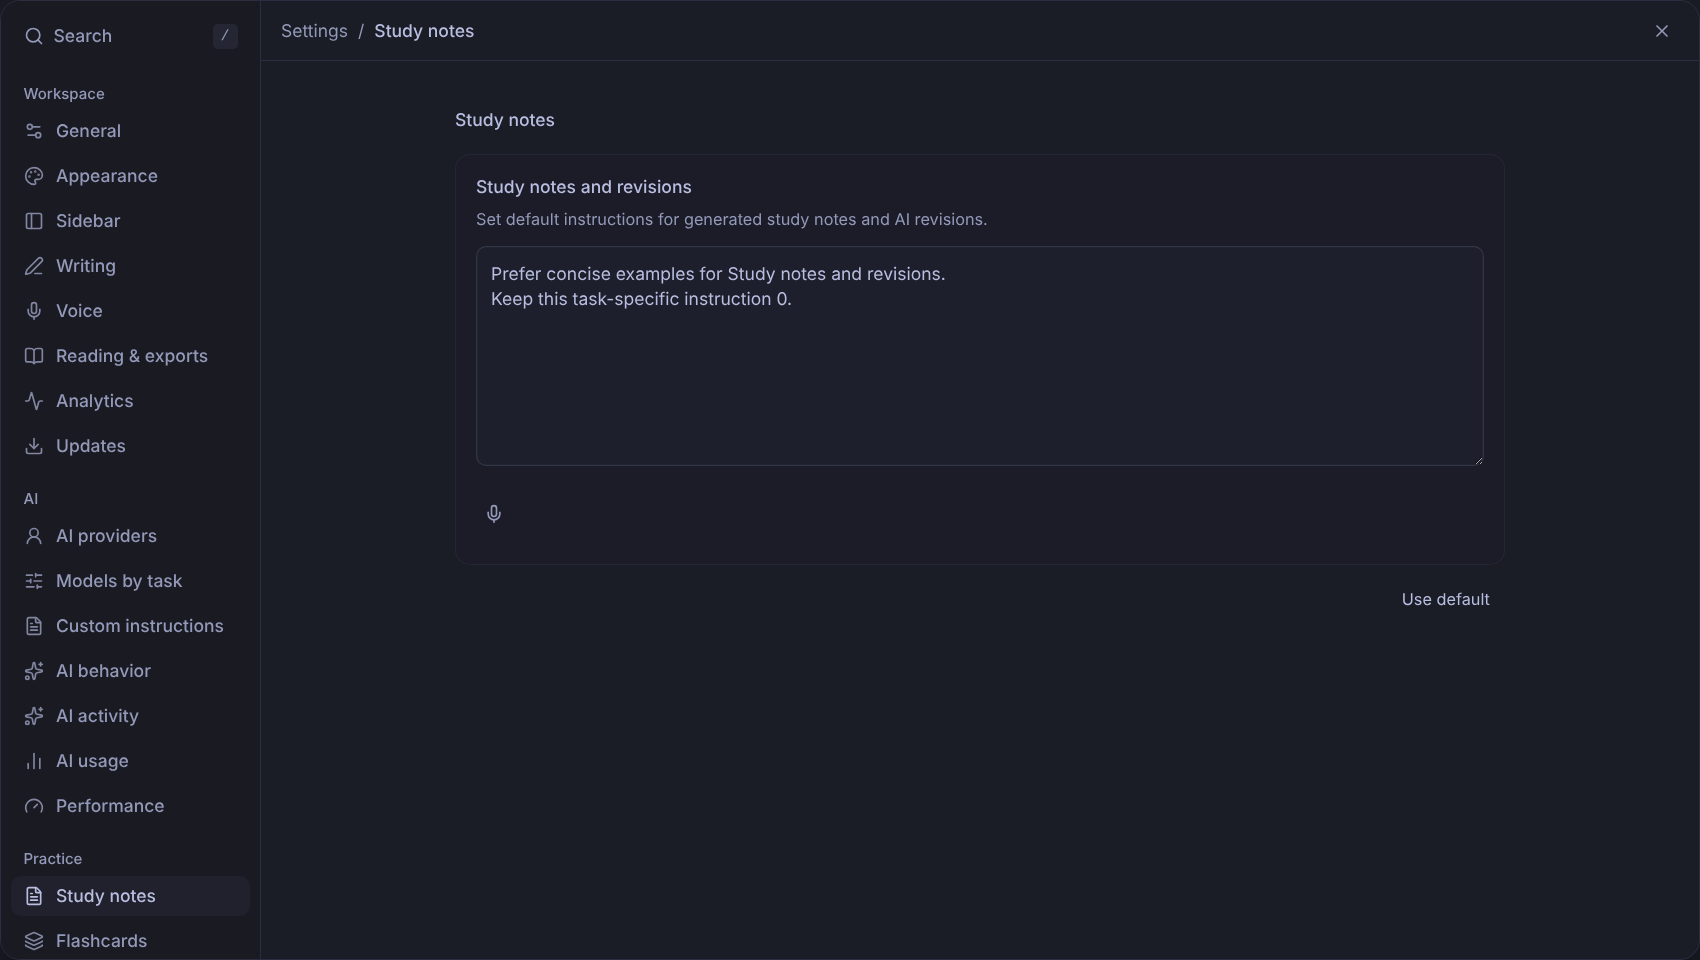 Search
/
Workspace
General
Appearance
Sidebar
Writing
Voice
Reading & exports
Analytics
Updates
AI
AI providers
Models by task
Custom instructions
AI behavior
AI activity
AI usage
Performance
Practice
Study notes
Flashcards
Settings / Study notes
Study notes
Study notes and revisions
Set default instructions for generated study notes and AI revisions.
Prefer concise examples for Study notes and revisions.
Keep this task-specific instruction 0.
Use default